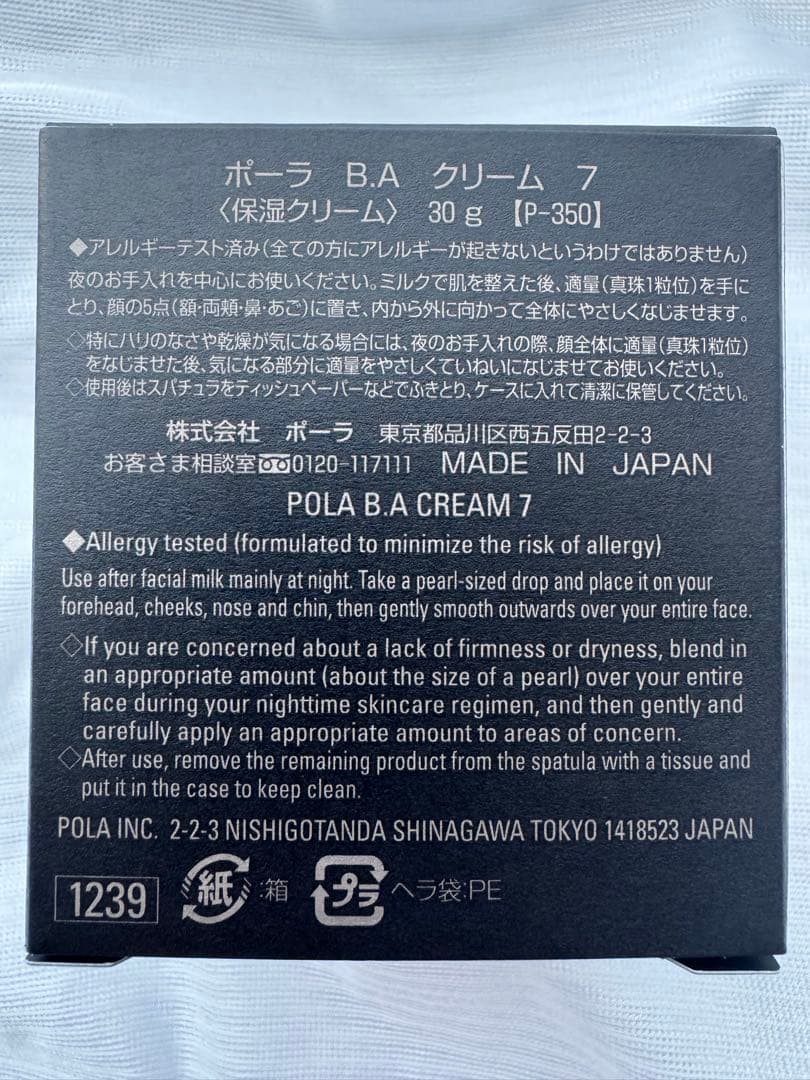 ポーラ B.A クリーム 7
〈保湿クリーム〉 30g 【P-350】
◆アレルギーテスト済み(全ての方にアレルギーが起きないというわけではありません)
夜のお手入れを中心にお使いください。ミルクで肌を整えた後、適量(真珠1粒位)を手に
とり、顔の5点(額・両頬・鼻・あご)に置き、内から外に向かって全体にやさしくなじませます。
◇特にハリのなさや乾燥が気になる場合には、夜のお手入れの際、顔全体に適量(真珠1粒位)
をなじませた後、気になる部分に適量をやさしくていねいになじませてお使いください。
◇使用後はスパチュラをティッシュペーパーなどでふきとり、ケースに入れて清潔に保管してください。
株式会社 ポーラ 東京都品川区西五反田2-2-3
お客さま相談室 0120-117111 MADE IN JAPAN
POLA B.A CREAM 7
◆Allergy tested (formulated to minimize the risk of allergy)
Use after facial milk mainly at night. Take a pearl-sized drop and place it on your
forehead, cheeks, nose and chin, then gently smooth outwards over your entire face.
◇If you are concerned about a lack of firmness or dryness, blend in
an appropriate amount (about the size of a pearl) over your entire
face during your nighttime skincare regimen, and then gently and
carefully apply an appropriate amount to areas of concern.
◇After use, remove the remaining product from the spatula with a tissue and
put it in the case to keep clean.
POLA INC. 2-2-3 NISHIGOTANDA SHINAGAWA TOKYO 1418523 JAPAN
1239 紙 :箱 プラ ヘラ袋:PE